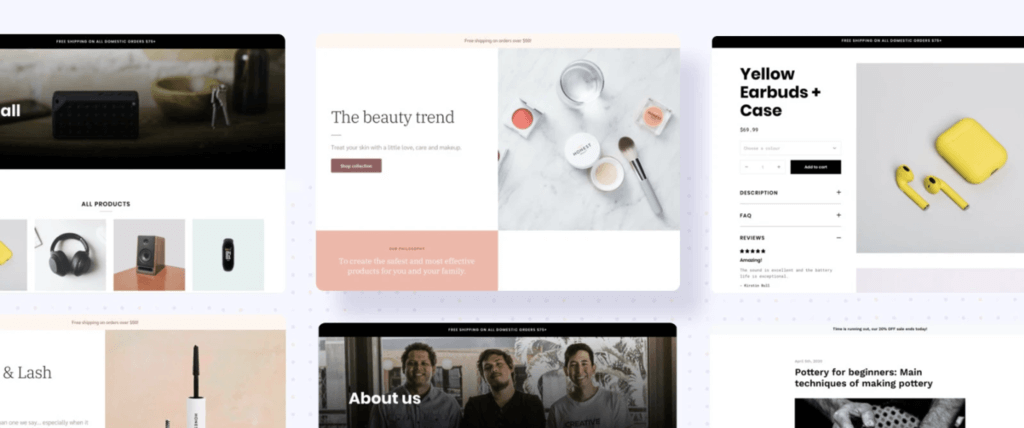 FREE SHIPPING ON ALL DOMESTIC ORDERS $75+
all
ALL PRODUCTS
Free shipping on orders over $99!
The beauty trend
Treat your skin with a little love, care and makeup.
Shop collection
HONEST
OUR PHILOSOPHY
To create the safest and most effective
products for you and your family.
FREE SHIPPING ON ALL DOMESTIC ORDERS $75+
Yellow
Earbuds +
Case
$69.99
Choose a colour
- 1 +
Add to cart
DESCRIPTION +
FAQ +
REVIEWS −
★★★★★
Amazing!
The sound is excellent and the battery
life is exceptional.
Free shipping on orders over $99!
& Lash
one we say... especially when it
HONEST
FREE SHIPPING ON ALL DOMESTIC ORDERS $75+
About us
Time is running out, our 20% OFF sale ends today!
Pottery for beginners: Main
techniques of making pottery